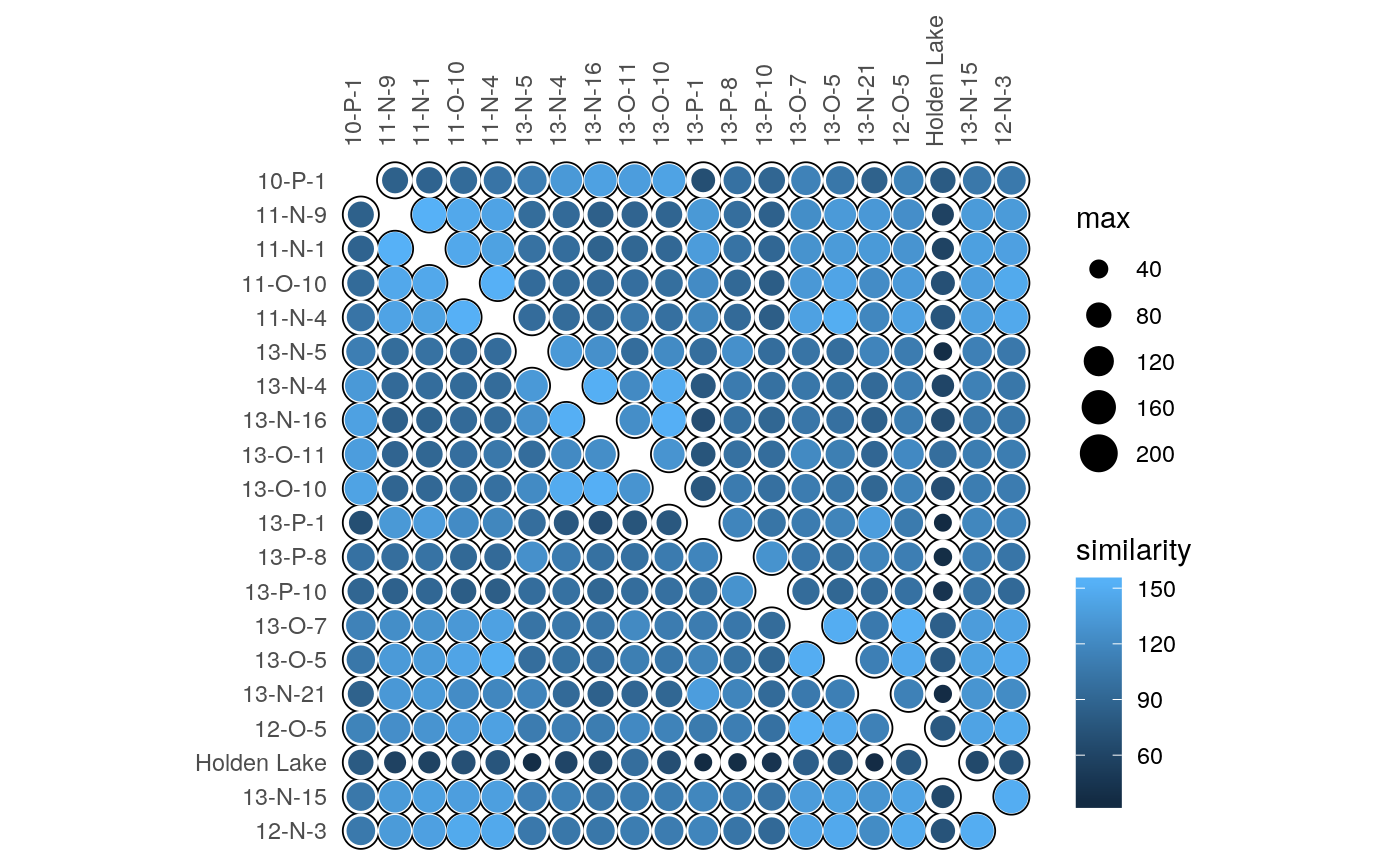 10-P-1
11-N-9
11-N-1
11-O-10
11-N-4
13-N-5
13-N-4
13-N-16
13-O-11
13-O-10
13-P-1
13-P-8
13-P-10
13-O-7
13-O-5
13-N-21
12-O-5
Holden Lake
13-N-15
12-N-3
10-P-1
11-N-9
11-N-1
11-O-10
11-N-4
13-N-5
13-N-4
13-N-16
13-O-11
13-O-10
13-P-1
13-P-8
13-P-10
13-O-7
13-O-5
13-N-21
12-O-5
Holden Lake
13-N-15
12-N-3
max
40
80
120
160
200
similarity
150
120
90
60